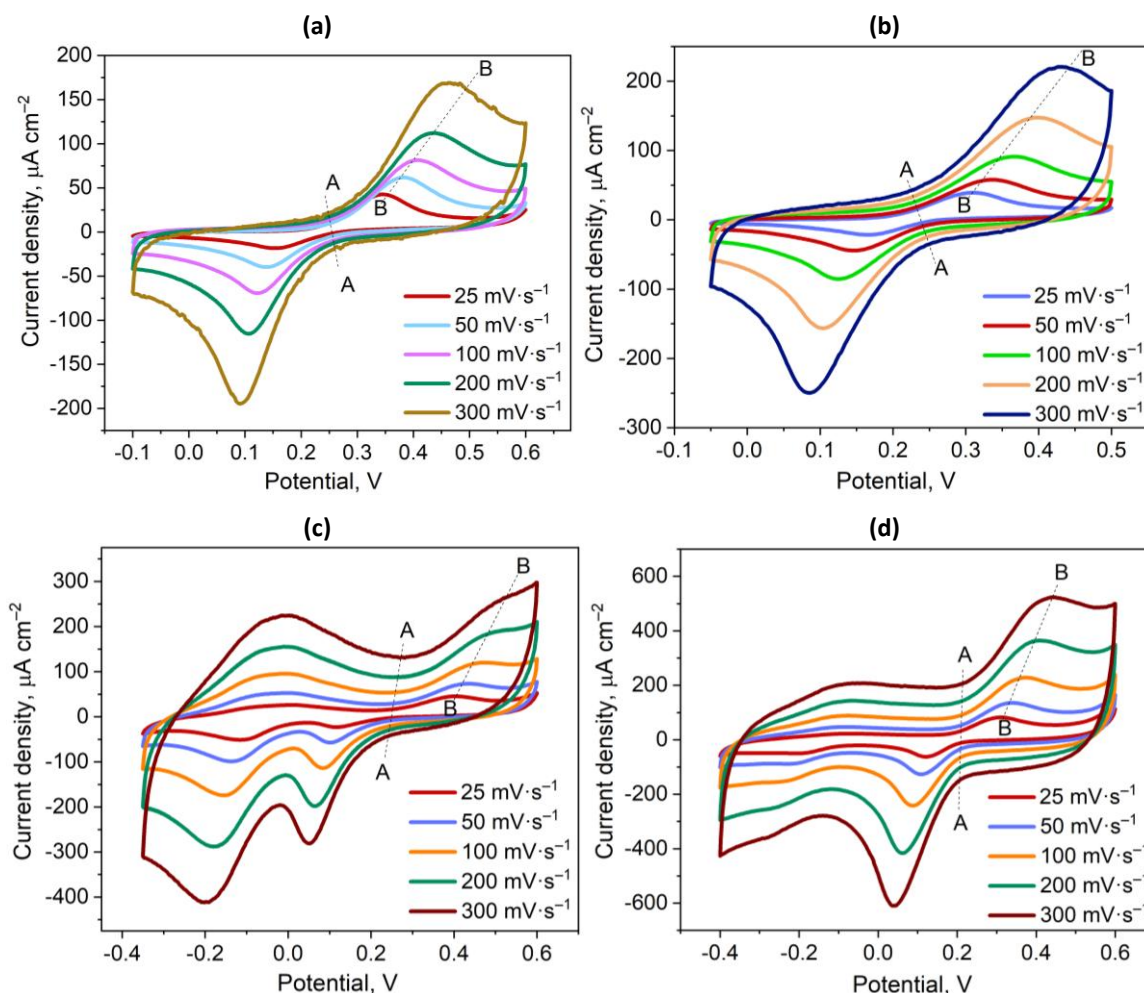 (a)
200
150
100
50
0
-50
-100
-150
-200
Current density, μA cm⁻²
B
A
B
A
25 mV·s⁻¹
50 mV·s⁻¹
100 mV·s⁻¹
200 mV·s⁻¹
300 mV·s⁻¹
-0.1 0.0 0.1 0.2 0.3 0.4 0.5 0.6
Potential, V
(b)
200
100
0
-100
-200
-300
Current density, μA cm⁻²
B
A
B
A
25 mV·s⁻¹
50 mV·s⁻¹
100 mV·s⁻¹
200 mV·s⁻¹
300 mV·s⁻¹
-0.1 0.0 0.1 0.2 0.3 0.4 0.5
Potential, V
(c)
300
200
100
0
-100
-200
-300
-400
Current density, μA cm⁻²
B
A
B
A
25 mV·s⁻¹
50 mV·s⁻¹
100 mV·s⁻¹
200 mV·s⁻¹
300 mV·s⁻¹
-0.4 -0.2 0.0 0.2 0.4 0.6
Potential, V
(d)
600
400
200
0
-200
-400
-600
Current density, μA cm⁻²
B
A
B
A
25 mV·s⁻¹
50 mV·s⁻¹
100 mV·s⁻¹
200 mV·s⁻¹
300 mV·s⁻¹
-0.4 -0.2 0.0 0.2 0.4 0.6
Potential, V